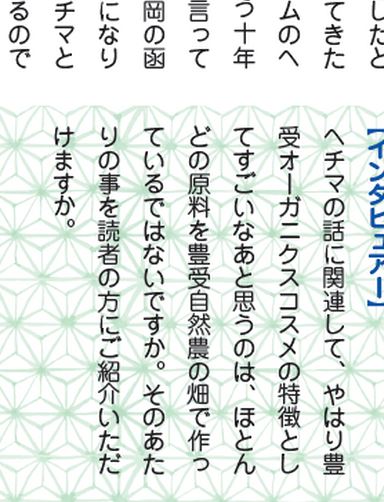 したと
てきた
ムのへ
う十年
言って
岡の函
になり
チマと
るので
【インタビュアー】
ヘチマの話に関連して、やはり豊
受オーガニクスコスメの特徴とし
てすごいなあと思うのは、ほとん
どの原料を豊受自然農の畑で作っ
ているではないですか。そのあた
りの事を読者の方にご紹介いただ
けますか。